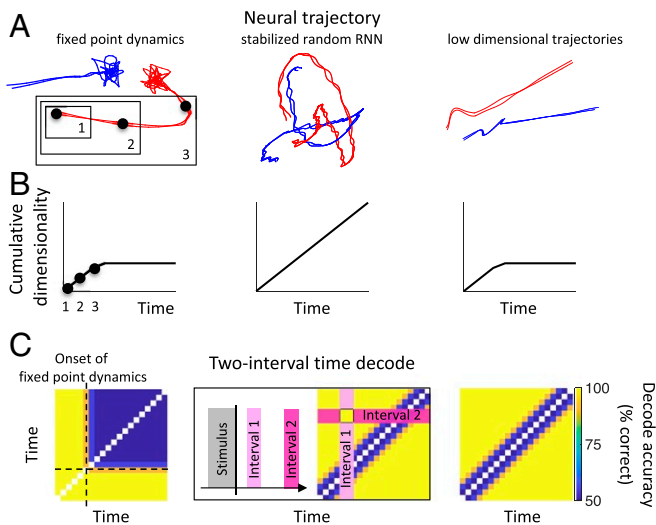 A
Neural trajectory
fixed point dynamics
stabilized random RNN
low dimensional trajectories
1
2
3
B
Cumulative
dimensionality
1 2 3
Time
Time
Time
C
Onset of
fixed point dynamics
Two-interval time decode
Time
Time
Stimulus
Interval 1
Interval 2
Interval 2
Interval 1
Time
Time
100
75
50
Decode accuracy
(% correct)